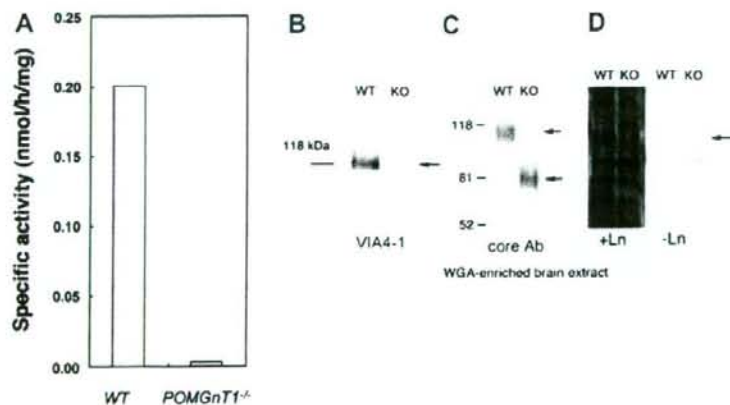 A
Specific activity (nmol/h/mg)
0.25
0.20
0.15
0.10
0.05
0.00
WT POMGnT1-/-
B
WT KO
118 kDa
VIA4-1
C
WT KO
118
81
52
core Ab
D
WT KO WT KO
+Ln -Ln
WGA-enriched brain extract